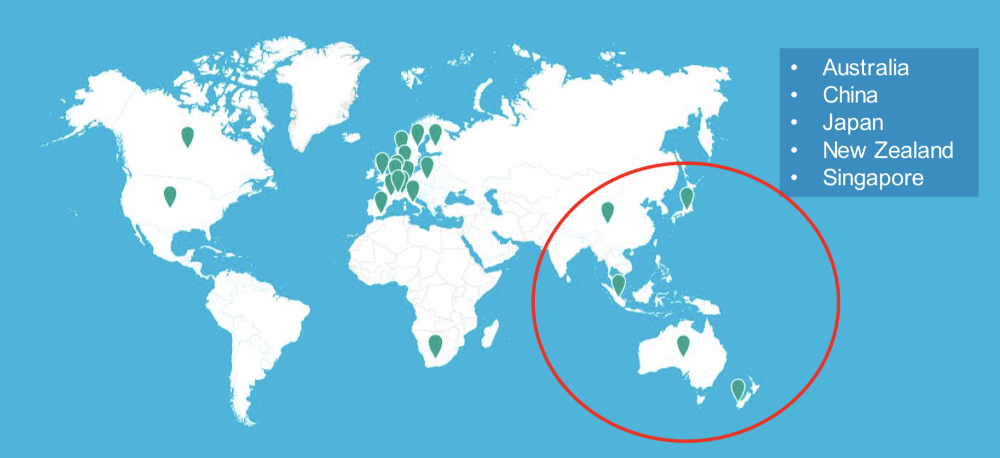 • Australia
• China
• Japan
• New Zealand
• Singapore